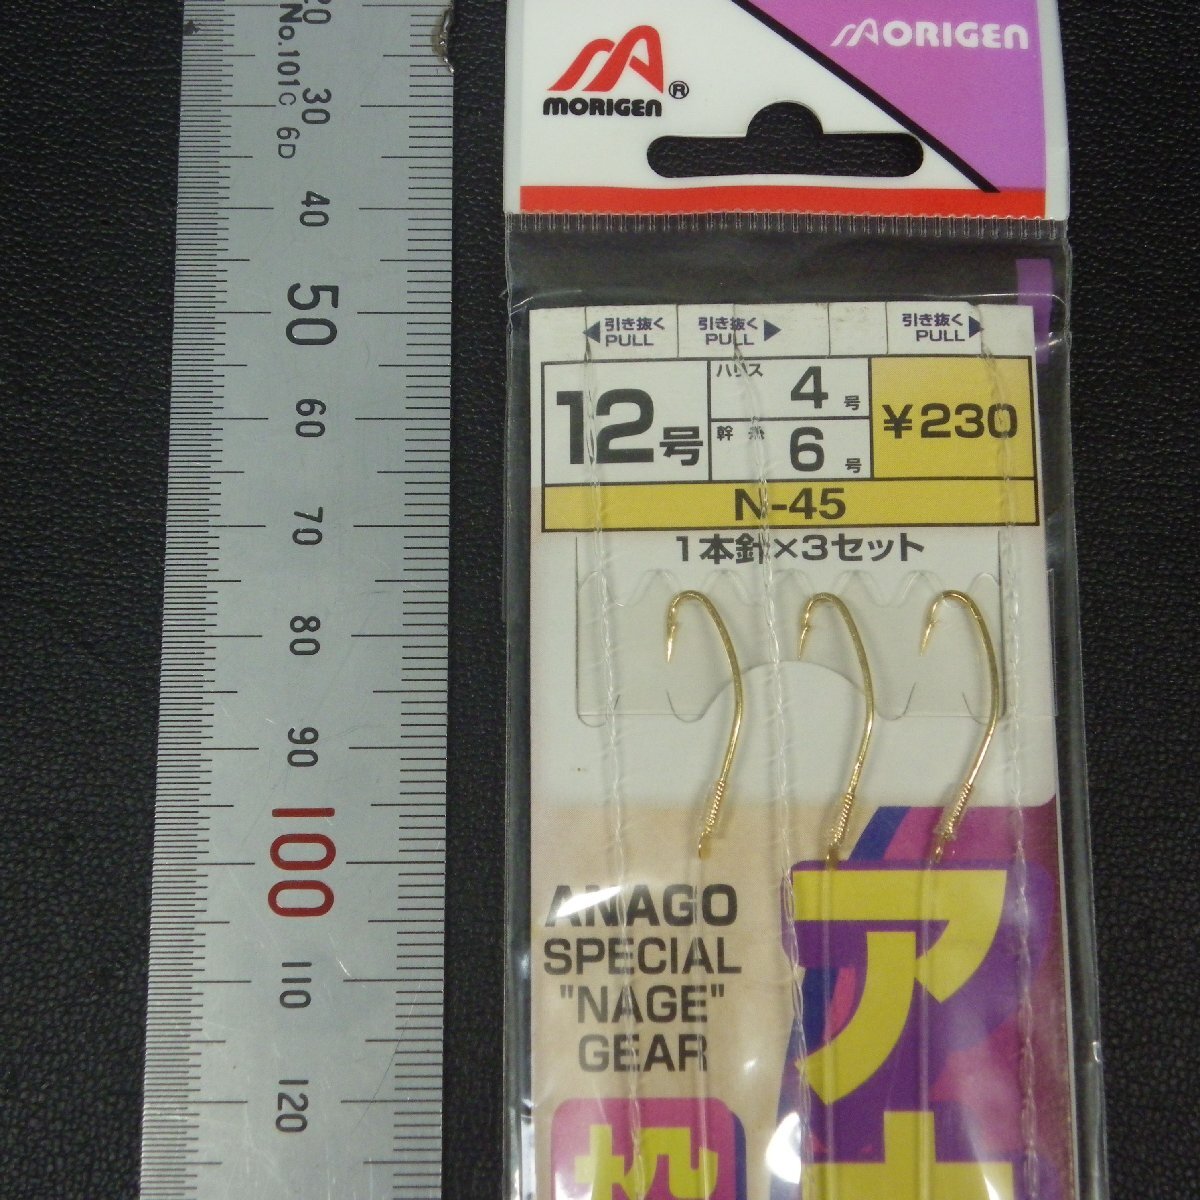 20
No.101C 6D
30
40
50
60
70
80
90
100
110
120
MORIGEN®
MORIGEN
引き抜く
PULL
引き抜く
PULL
引き抜く
PULL
12号
ハリス 4号
幹糸 6号
¥230
N-45
1本針×3セット
ANAGO
SPECIAL
"NAGE"
GEAR
ア